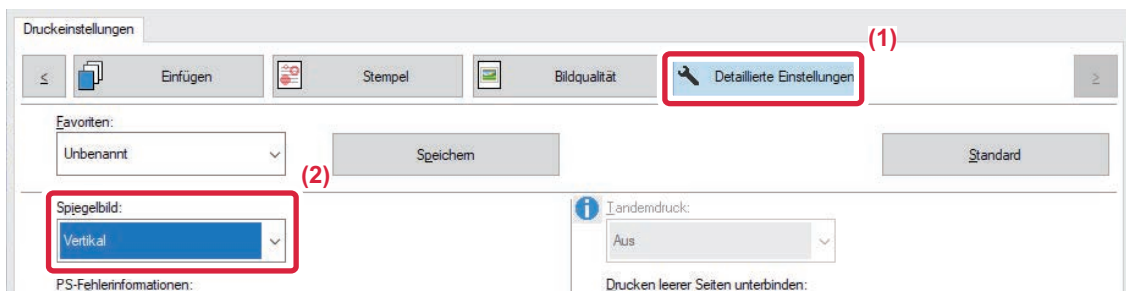 Druckeinstellungen
(1)
< Einfügen Stempel Bildqualität Detaillierte Einstellungen >
Favoriten:
Unbenannt Speichern Standard
(2)
Spiegelbild: Tandemdruck:
Vertikal Aus
PS-Fehlerinformationen: Drucken leerer Seiten unterbinden: